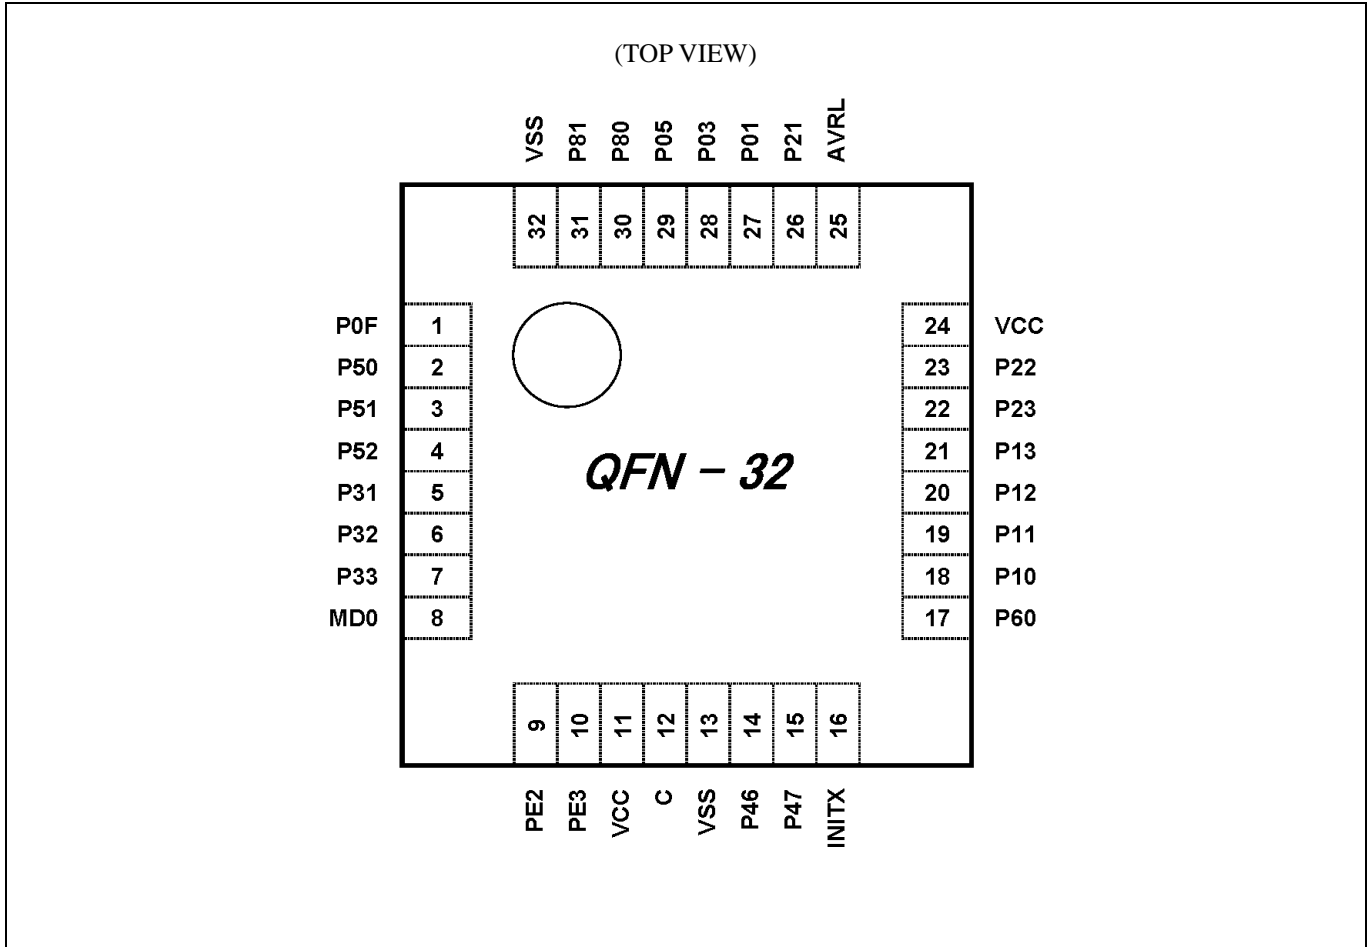 (TOP VIEW)
VSS P81 P80 P05 P03 P01 P21 AVRL
32 31 30 29 28 27 26 25
P0F 1 24 VCC
P50 2 23 P22
P51 3 22 P23
P52 4 21 P13
P31 5 20 P12
P32 6 19 P11
P33 7 18 P10
MD0 8 17 P60
QFN - 32
9 10 11 12 13 14 15 16
PE2 PE3 VCC C VSS P46 P47 INITX